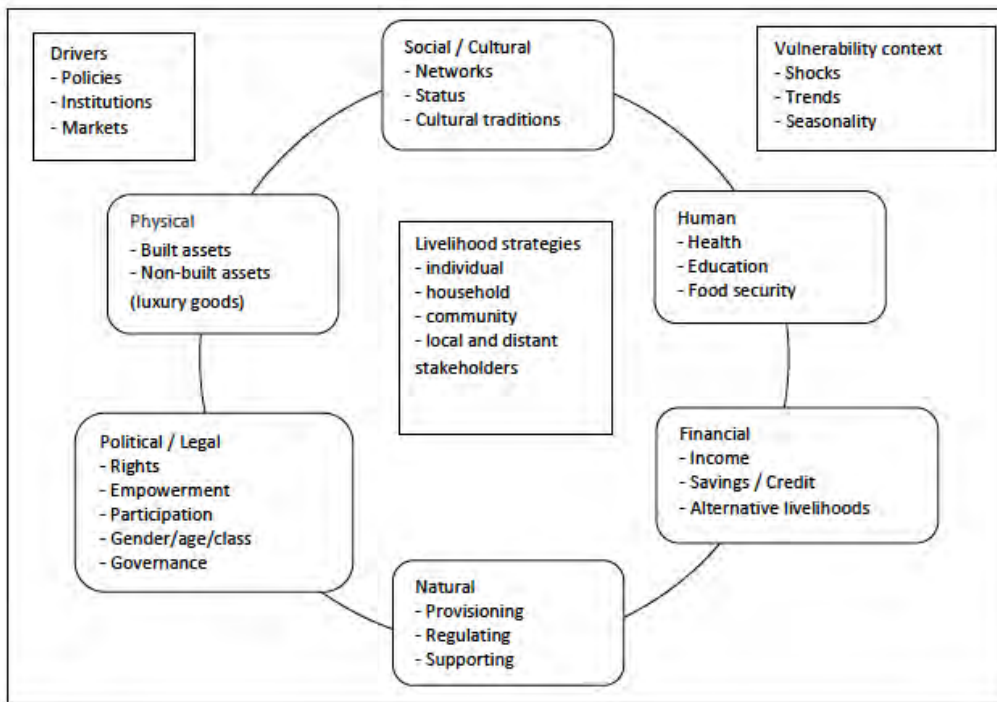 Drivers
- Policies
- Institutions
- Markets
Social / Cultural
- Networks
- Status
- Cultural traditions
Vulnerability context
- Shocks
- Trends
- Seasonality
Physical
- Built assets
- Non-built assets
(luxury goods)
Livelihood strategies
- individual
- household
- community
- local and distant
stakeholders
Human
- Health
- Education
- Food security
Political / Legal
- Rights
- Empowerment
- Participation
- Gender/age/class
- Governance
Financial
- Income
- Savings / Credit
- Alternative livelihoods
Natural
- Provisioning
- Regulating
- Supporting